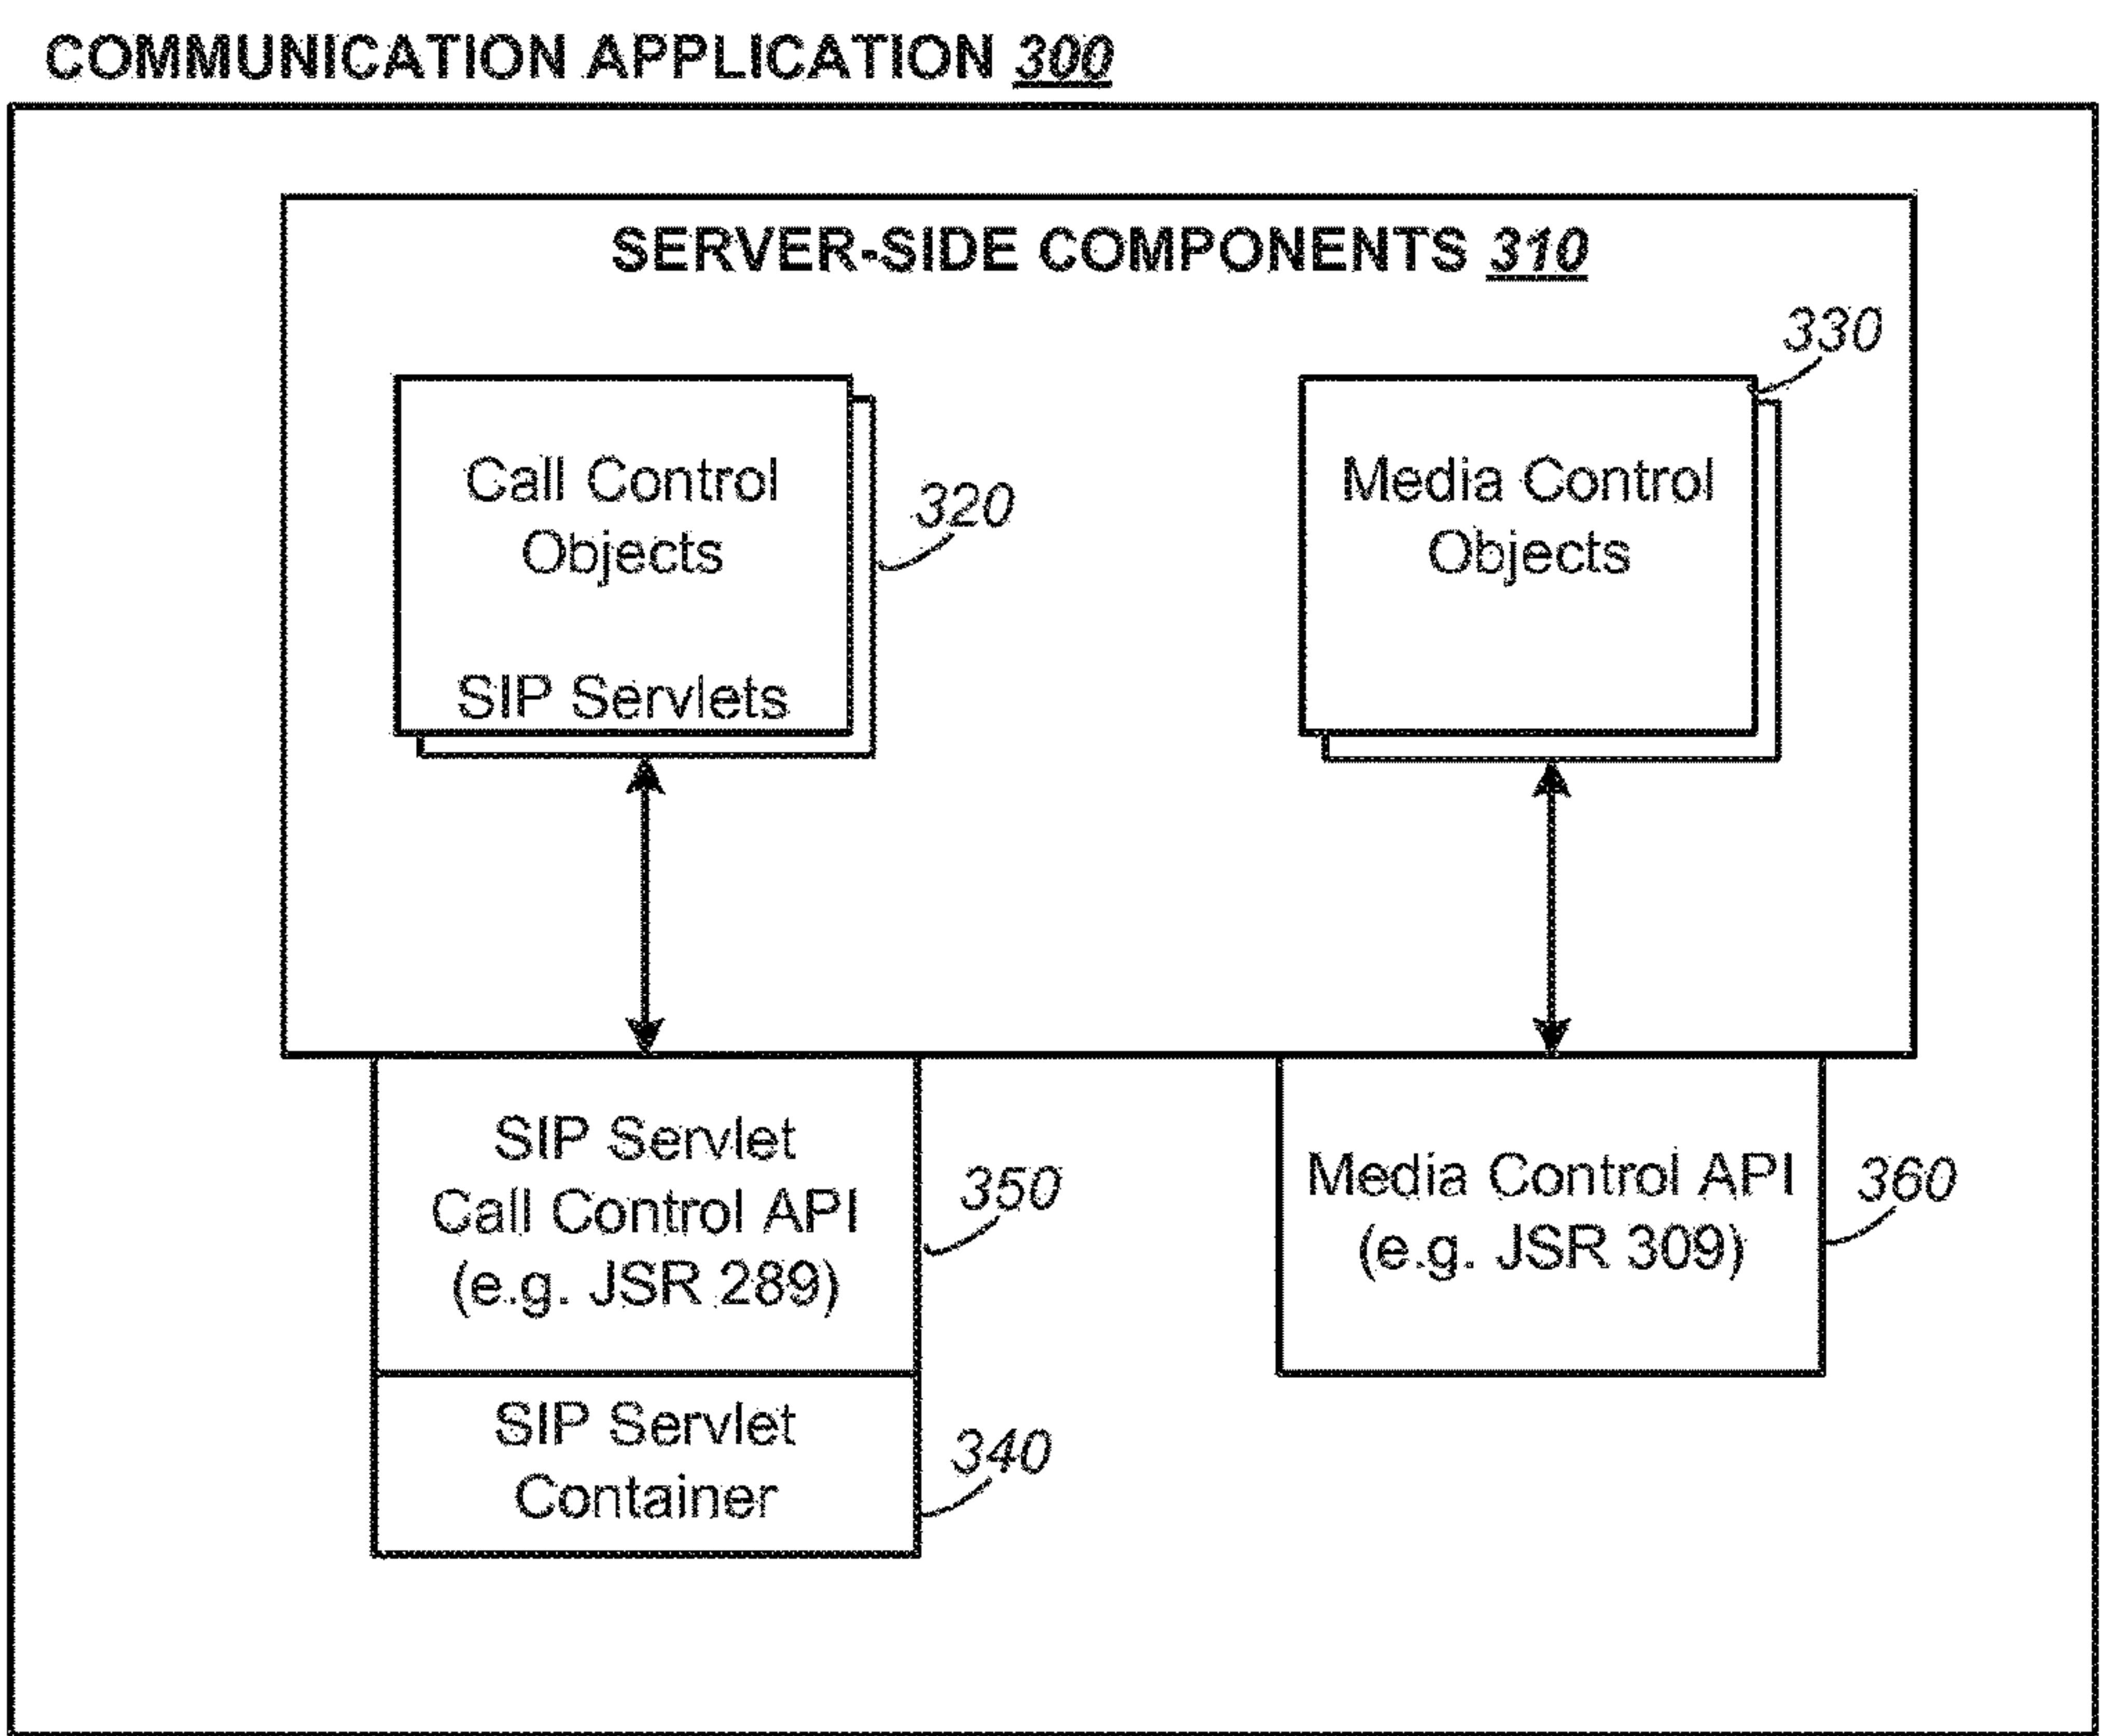 COMMUNICATION APPLICATION 300
SERVER-SIDE COMPONENTS 310
330
Call Control
Objects
SIP Servlets
320
Media Control
Objects
SIP Servlet
Call Control API
(e.g. JSR 289)
350
Media Control API
(e.g. JSR 309)
360
SIP Servlet
Container
340